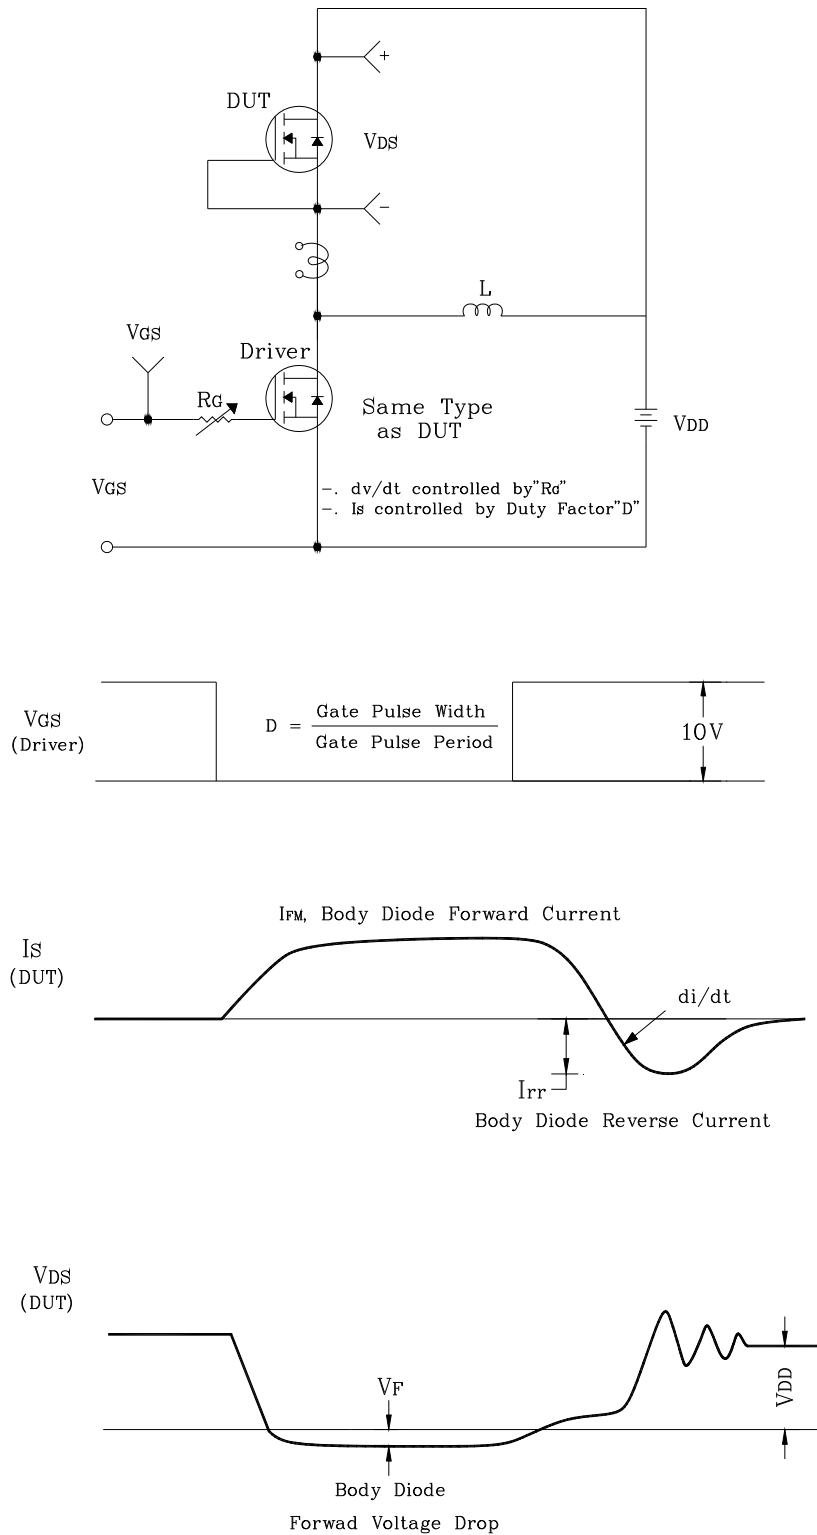 +
DUT
VDS
−
L
VGS
Driver
RG
Same Type
as DUT
VDD
VGS
−. dv/dt controlled by"RG"
−. Is controlled by Duty Factor"D"
VGS
(Driver)
D = Gate Pulse Width
Gate Pulse Period
10V
IFM, Body Diode Forward Current
IS
(DUT)
di/dt
Irr
Body Diode Reverse Current
VDS
(DUT)
VF
VDD
Body Diode
Forwad Voltage Drop